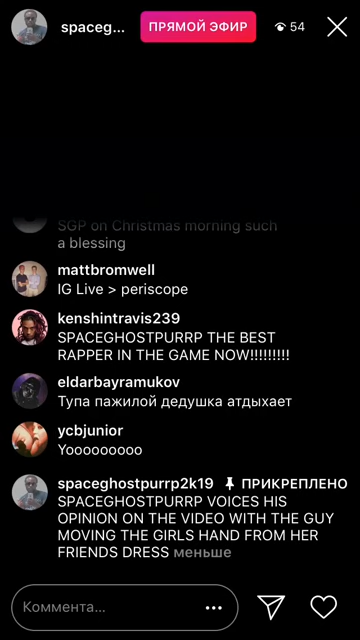 spaceg...
ПРЯМОЙ ЭФИР
54
SGP on Christmas morning such
a blessing
mattbromwell
IG Live > periscope
kenshintravis239
SPACEGHOSTPURRP THE BEST
RAPPER IN THE GAME NOW!!!!!!!!!
eldarbayramukov
Тупа пажилой дедушка атдыхает
ycbjunior
Yooooooooo
spaceghostpurrp2k19 ПРИКРЕПЛЕНО
SPACEGHOSTPURRP VOICES HIS
OPINION ON THE VIDEO WITH THE GUY
MOVING THE GIRLS HAND FROM HER
FRIENDS DRESS меньше
Коммента...